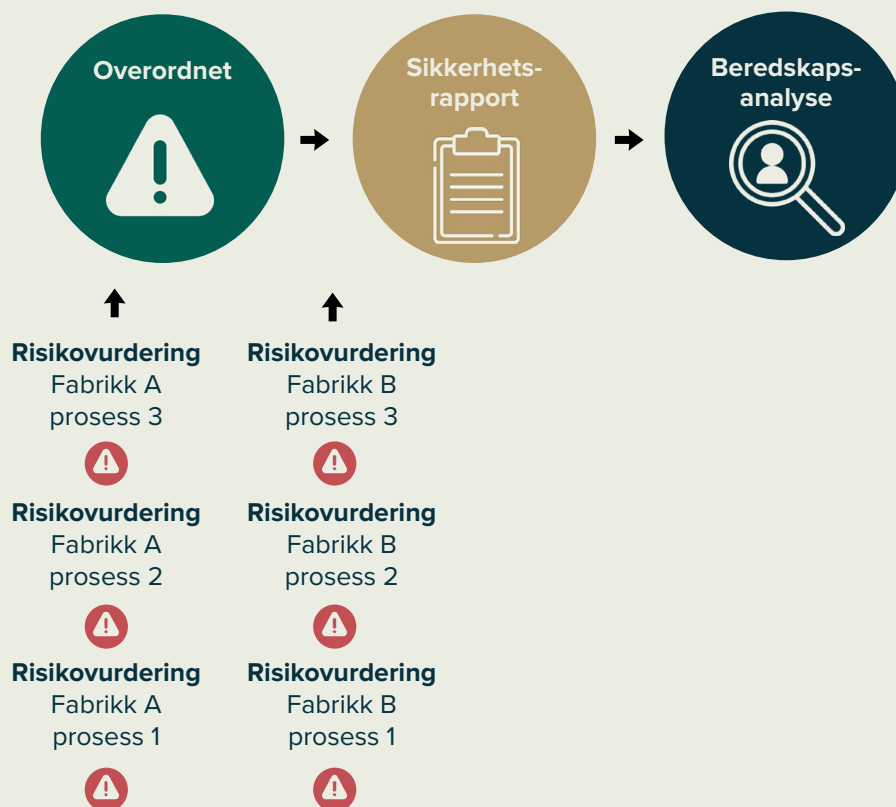 Overordnet
Sikkerhets-
rapport
Beredskaps-
analyse
Risikovurdering
Fabrikk A
prosess 3
Risikovurdering
Fabrikk B
prosess 3
Risikovurdering
Fabrikk A
prosess 2
Risikovurdering
Fabrikk B
prosess 2
Risikovurdering
Fabrikk A
prosess 1
Risikovurdering
Fabrikk B
prosess 1